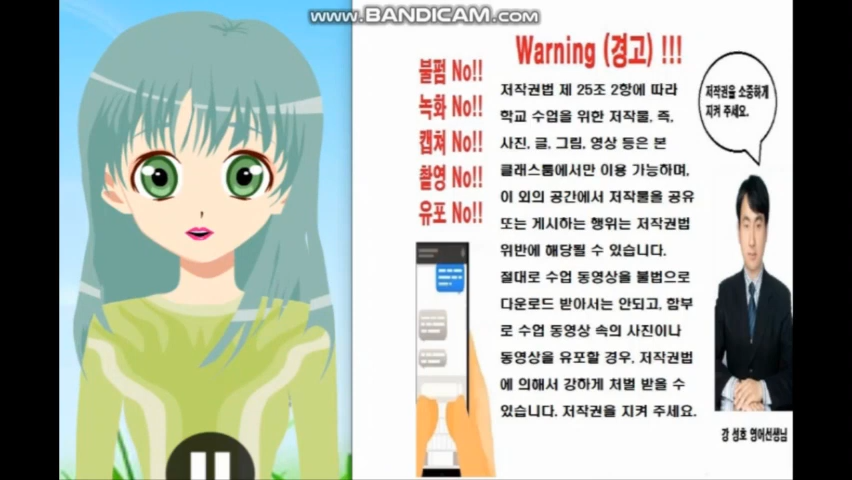 WWW.BANDICAM.COM
Warning (경고) !!!
불펌 No!!
녹화 No!!
캡쳐 No!!
촬영 No!!
유포 No!!
저작권법 제 25조 2항에 따라
학교 수업을 위한 저작물, 즉,
사진, 글, 그림, 영상 등은 본
클래스룸에서만 이용 가능하며,
이 외의 공간에서 저작물을 공유
또는 게시하는 행위는 저작권법
위반에 해당될 수 있습니다.
절대로 수업 동영상을 불법으로
다운로드 받아서는 안되고, 함부
로 수업 동영상 속의 사진이나
동영상을 유포할 경우, 저작권법
에 의해서 강하게 처벌 받을 수
있습니다. 저작권을 지켜 주세요.
저작권을 소중하게
지켜 주세요.
강 성호 영어선생님